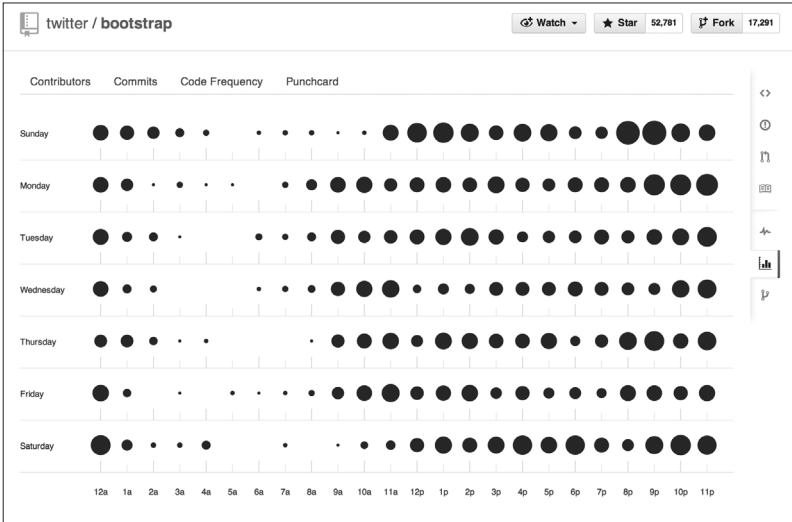 twitter / bootstrap Watch Star 52,781 Fork 17,291
Contributors Commits Code Frequency Punchcard
Sunday
Monday
Tuesday
Wednesday
Thursday
Friday
Saturday
12a 1a 2a 3a 4a 5a 6a 7a 8a 9a 10a 11a 12p 1p 2p 3p 4p 5p 6p 7p 8p 9p 10p 11p